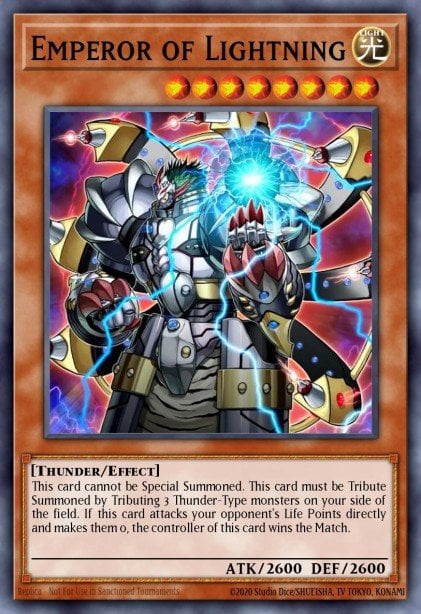 EMPEROR OF LIGHTNING
LIGHT
光
[THUNDER/EFFECT]
This card cannot be Special Summoned. This card must be Tribute
Summoned by Tributing 3 Thunder-Type monsters on your side of
the field. If this card attacks your opponent's Life Points directly
and makes them 0, the controller of this card wins the Match.
ATK/2600 DEF/2600
Replica - Not For Use in Sanctioned Tournaments.
©2020 Studio Dice/SHUEISHA, TV TOKYO, KONAMI